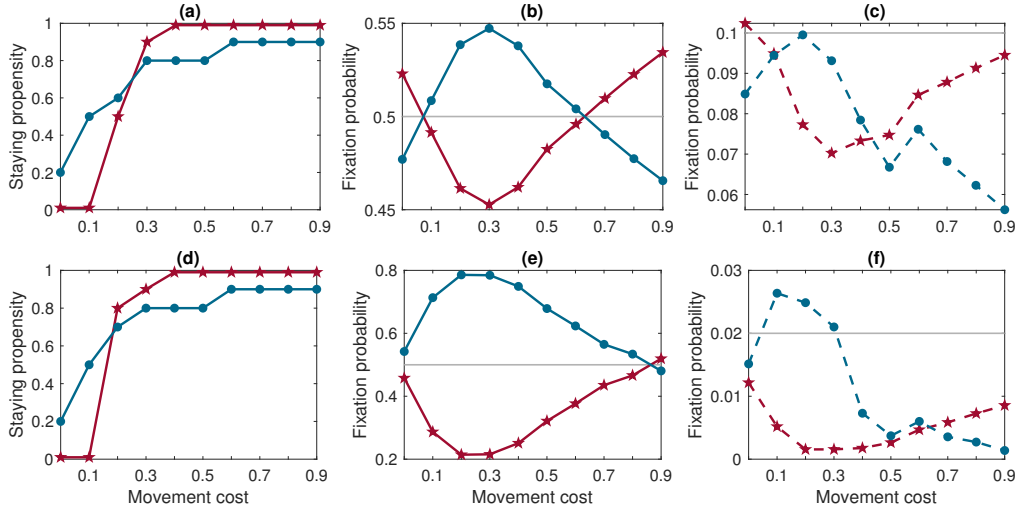 (a) (b) (c)
Staying propensity
1
0.8
0.6
0.4
0.2
0
0.1 0.3 0.5 0.7 0.9
Fixation probability
0.55
0.5
0.45
0.1 0.3 0.5 0.7 0.9
Fixation probability
0.1
0.09
0.08
0.07
0.06
0.1 0.3 0.5 0.7 0.9
(d) (e) (f)
Staying propensity
1
0.8
0.6
0.4
0.2
0
0.1 0.3 0.5 0.7 0.9
Movement cost
Fixation probability
0.8
0.6
0.4
0.2
0.1 0.3 0.5 0.7 0.9
Movement cost
Fixation probability
0.03
0.02
0.01
0
0.1 0.3 0.5 0.7 0.9
Movement cost